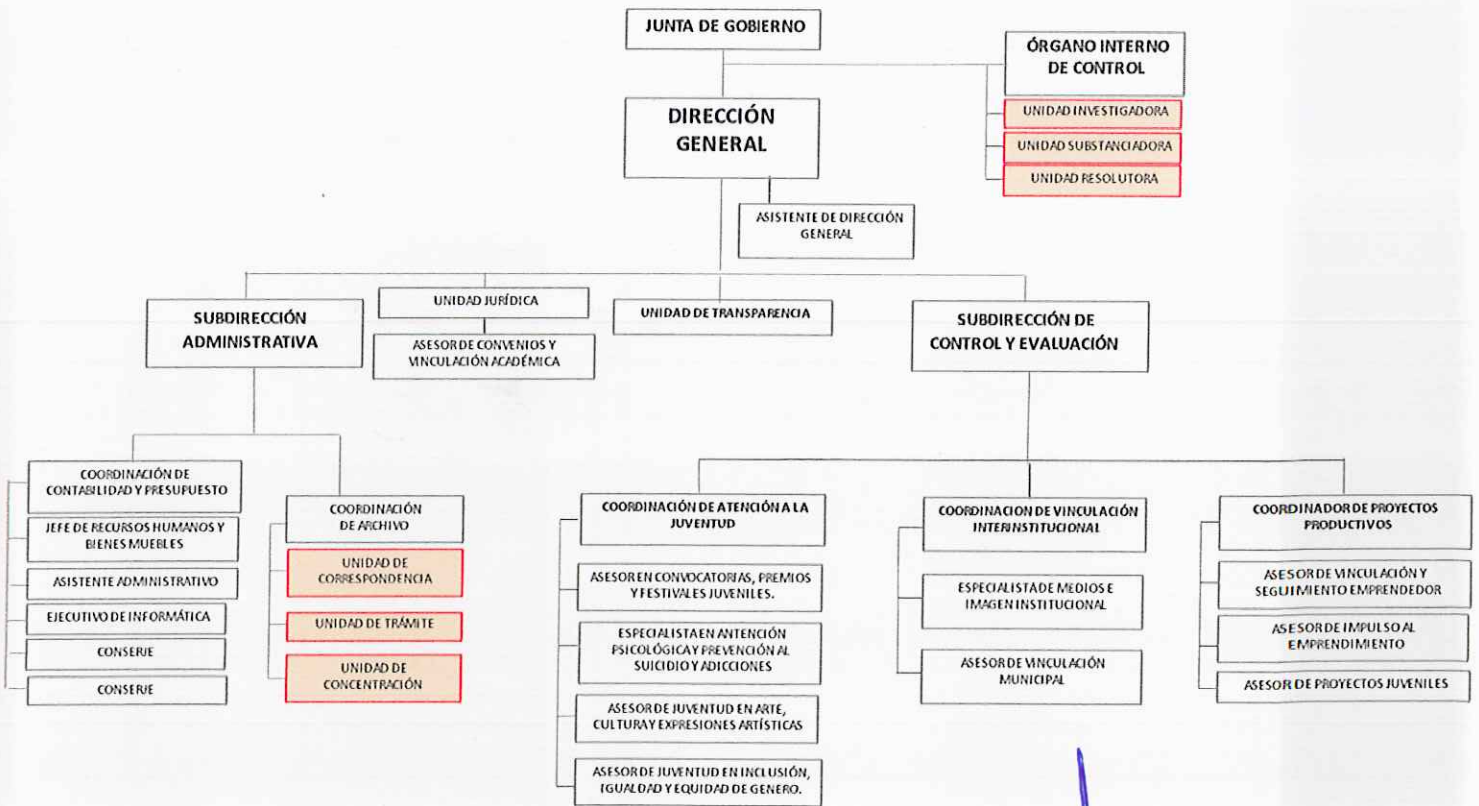 JUNTA DE GOBIERNO
ÓRGANO INTERNO
DE CONTROL
UNIDAD INVESTIGADORA
UNIDAD SUBSTANCIADORA
UNIDAD RESOLUTORA
DIRECCIÓN
GENERAL
ASISTENTE DE DIRECCIÓN
GENERAL
SUBDIRECCIÓN
ADMINISTRATIVA
UNIDAD JURÍDICA
ASESOR DE CONVENIOS Y
VINCULACIÓN ACADÉMICA
UNIDAD DE TRANSPARENCIA
SUBDIRECCIÓN DE
CONTROL Y EVALUACIÓN
COORDINACIÓN DE
CONTABILIDAD Y PRESUPUESTO
JEFE DE RECURSOS HUMANOS Y
BIENES MUEBLES
ASISTENTE ADMINISTRATIVO
EJECUTIVO DE INFORMÁTICA
CONSERJE
CONSERJE
COORDINACIÓN
DE ARCHIVO
UNIDAD DE
CORRESPONDENCIA
UNIDAD DE TRÁMITE
UNIDAD DE
CONCENTRACIÓN
COORDINACIÓN DE ATENCIÓN A LA
JUVENTUD
ASESOR EN CONVOCATORIAS, PREMIOS
Y FESTIVALES JUVENILES.
ESPECIALISTA EN ANTENCIÓN
PSICOLÓGICA Y PREVENCIÓN AL
SUICIDIO Y ADICCIONES
ASESOR DE JUVENTUD EN ARTE,
CULTURA Y EXPRESIONES ARTÍSTICAS
ASESOR DE JUVENTUD EN INCLUSIÓN,
IGUALDAD Y EQUIDAD DE GENERO.
COORDINACION DE VINCULACIÓN
INTERINSTITUCIONAL
ESPECIALISTA DE MEDIOS E
IMAGEN INSTITUCIONAL
ASESOR DE VINCULACIÓN
MUNICIPAL
COORDINADOR DE PROYECTOS
PRODUCTIVOS
ASESOR DE VINCULACIÓN Y
SEGUIMIENTO EMPRENDEDOR
ASESOR DE IMPULSO AL
EMPRENDIMIENTO
ASESOR DE PROYECTOS JUVENILES